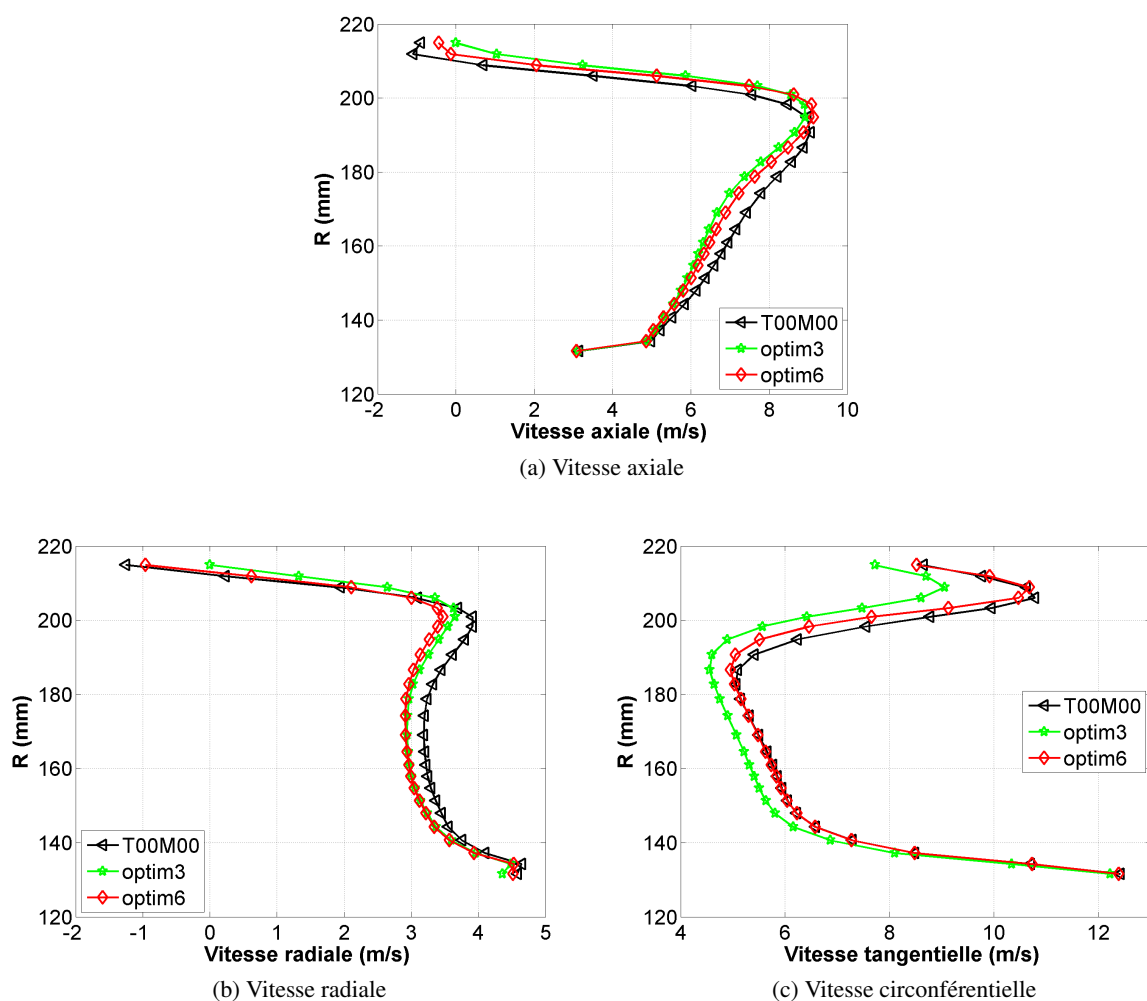 220
200
180
160
140
120
R (mm)
-2 0 2 4 6 8 10
Vitesse axiale (m/s)
T00M00
optim3
optim6
(a) Vitesse axiale
220
200
180
160
140
120
R (mm)
-2 -1 0 1 2 3 4 5
Vitesse radiale (m/s)
T00M00
optim3
optim6
(b) Vitesse radiale
220
200
180
160
140
120
R (mm)
4 6 8 10 12
Vitesse tangentielle (m/s)
T00M00
optim3
optim6
(c) Vitesse circonférentielle